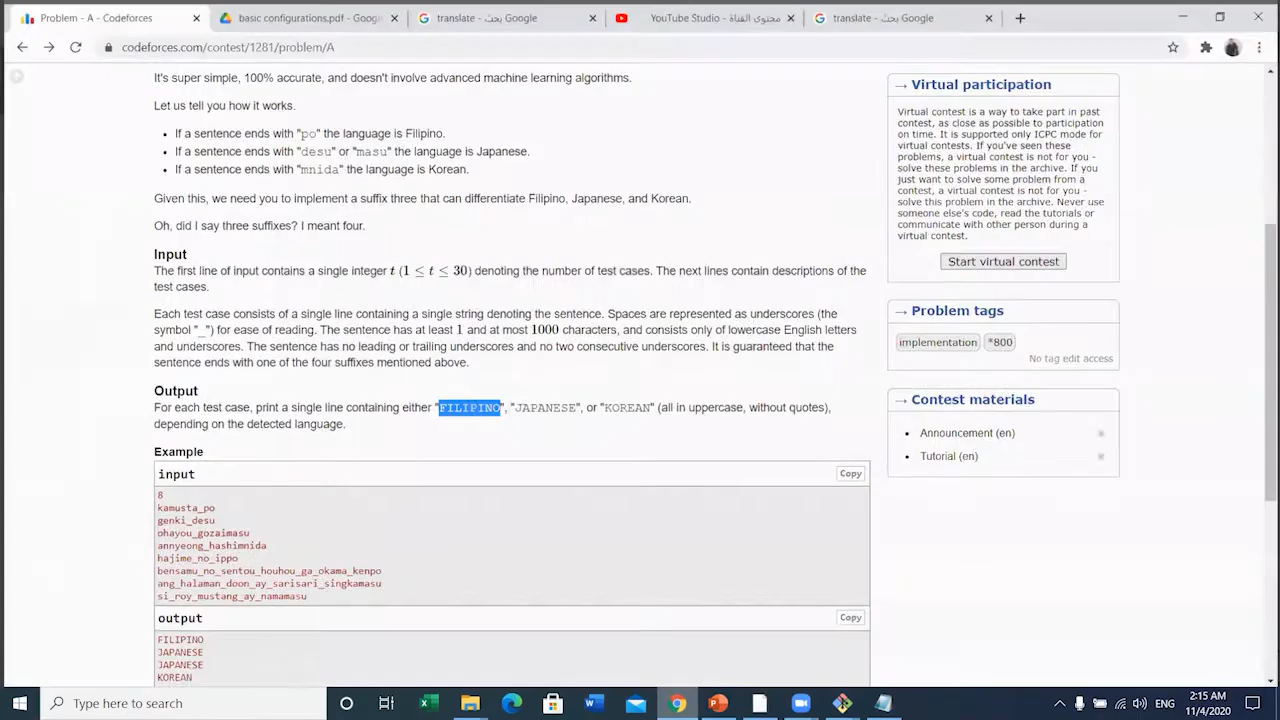 Problem - A - Codeforces
basic configurations.pdf - Goog
translate - بحث Google
YouTube Studio - محتوى القناة
translate - بحث Google
codeforces.com/contest/1281/problem/A
It's super simple, 100% accurate, and doesn't involve advanced machine learning algorithms.
Let us tell you how it works.
• If a sentence ends with "po" the language is Filipino.
• If a sentence ends with "desu" or "masu" the language is Japanese.
• If a sentence ends with "mnida" the language is Korean.
Given this, we need you to implement a suffix three that can differentiate Filipino, Japanese, and Korean.
Oh, did I say three suffixes? I meant four.
Input
The first line of input contains a single integer t (1 ≤ t ≤ 30) denoting the number of test cases. The next lines contain descriptions of the
test cases.
Each test case consists of a single line containing a single string denoting the sentence. Spaces are represented as underscores (the
symbol "_") for ease of reading. The sentence has at least 1 and at most 1000 characters, and consists only of lowercase English letters
and underscores. The sentence has no leading or trailing underscores and no two consecutive underscores. It is guaranteed that the
sentence ends with one of the four suffixes mentioned above.
Output
For each test case, print a single line containing either "FILIPINO", "JAPANESE", or "KOREAN" (all in uppercase, without quotes),
depending on the detected language.
Example
input
Copy
8
kamusta_po
genki_desu
ohayou_gozaimasu
annyeong_hashimnida
hajime_no_ippo
bensamu_no_sentou_houhou_ga_okama_kenpo
ang_halaman_doon_ay_sarisari_singkamasu
si_roy_mustang_ay_namamasu
output
Copy
FILIPINO
JAPANESE
JAPANESE
KOREAN
→ Virtual participation
Virtual contest is a way to take part in past
contest, as close as possible to participation
on time. It is supported only ICPC mode for
virtual contests. If you've seen these
problems, a virtual contest is not for you -
solve these problems in the archive. If you
just want to solve some problem from a
contest, a virtual contest is not for you -
solve this problem in the archive. Never use
someone else's code, read the tutorials or
communicate with other person during a
virtual contest.
Start virtual contest
→ Problem tags
implementation *800
No tag edit access
→ Contest materials
• Announcement (en)
• Tutorial (en)
Type here to search
ENG
2:15 AM
11/4/2020